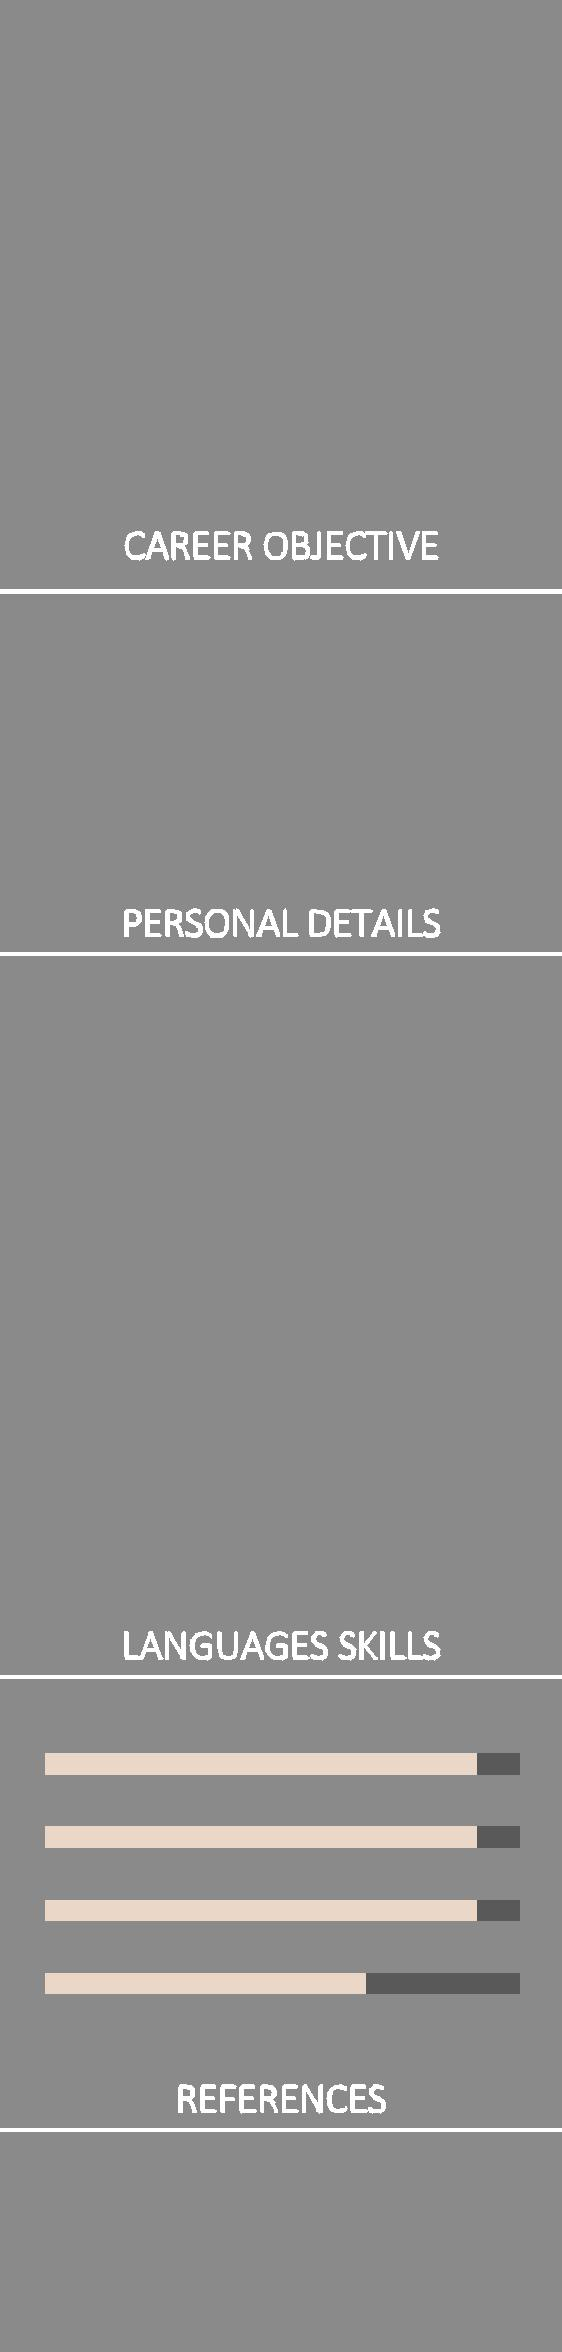 CAREER OBJECTIVE
PERSONAL DETAILS
LANGUAGES SKILLS
REFERENCES